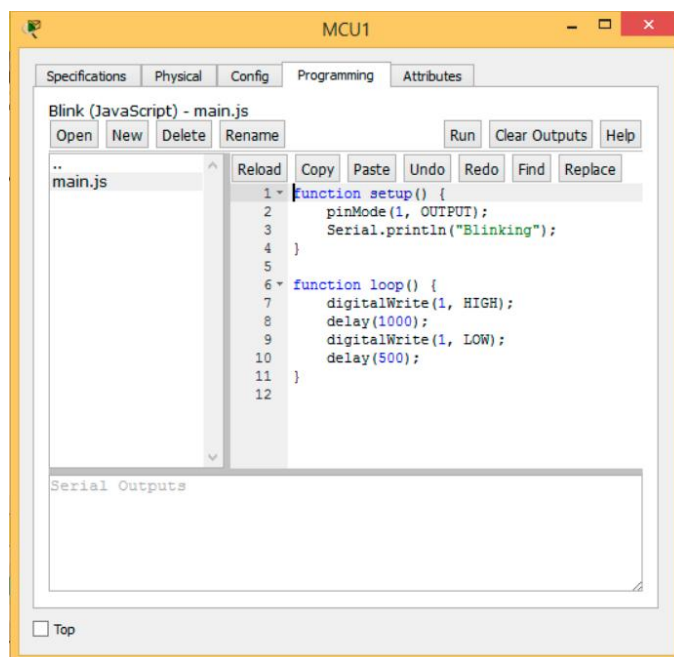 MCU1
Specifications Physical Config Programming Attributes
Blink (JavaScript) - main.js
Open New Delete Rename Run Clear Outputs Help
..
main.js
Reload Copy Paste Undo Redo Find Replace
1 function setup() {
2     pinMode(1, OUTPUT);
3     Serial.println("Blinking");
4 }
5
6 function loop() {
7     digitalWrite(1, HIGH);
8     delay(1000);
9     digitalWrite(1, LOW);
10     delay(500);
11 }
12
Serial Outputs
Top